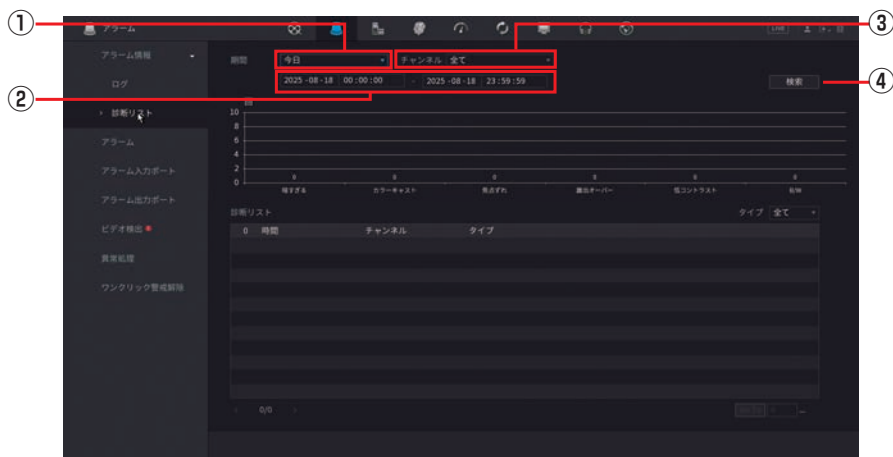 ① ③
アラーム LIVE
アラーム情報 期間 今日 チャンネル 全て
② 2025 -08 -18 00 :00 :00 - 2025 -08 -18 23 :59 :59 検索 ④
ログ
回
診断リスト
10
8
6
4
2
0
0 0 0 0 0 0
暗すぎる カラーキャスト 焦点ずれ 露出オーバー 低コントラスト B/W
アラーム
アラーム入力ポート
アラーム出力ポート
ビデオ検出
異常処理
ワンクリック警戒解除
診断リスト タイプ 全て
0 時間 チャンネル タイプ
0/0